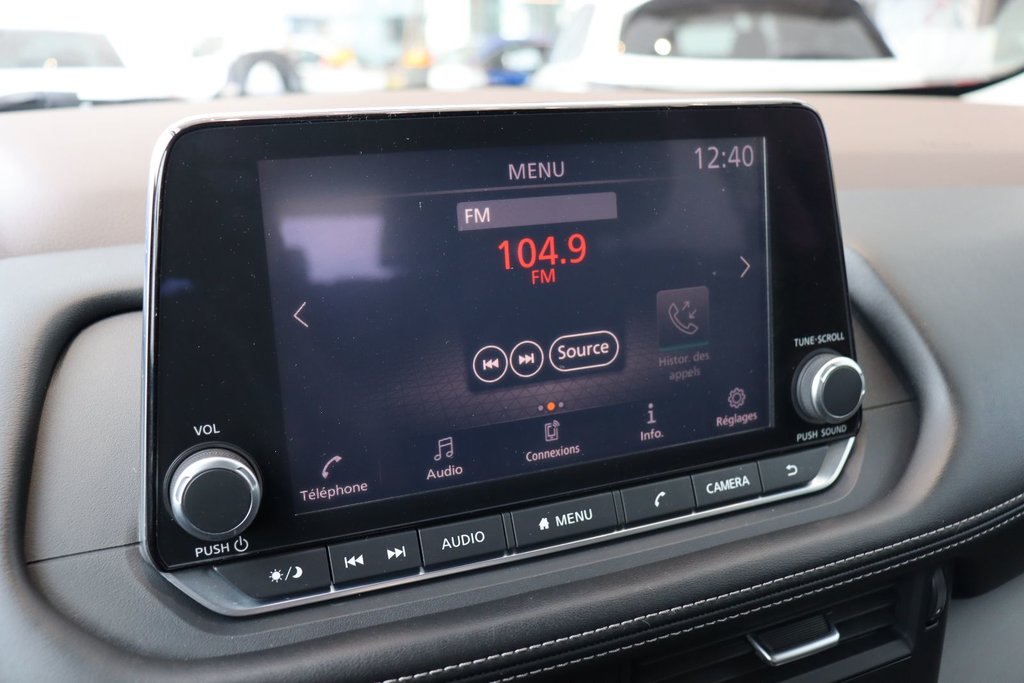 MENU
12:40
FM
104.9
FM
Source
Histor. des
appels
Téléphone
Audio
Connexions
Info.
Réglages
VOL
PUSH
TUNE·SCROLL
PUSH SOUND
AUDIO
MENU
CAMERA